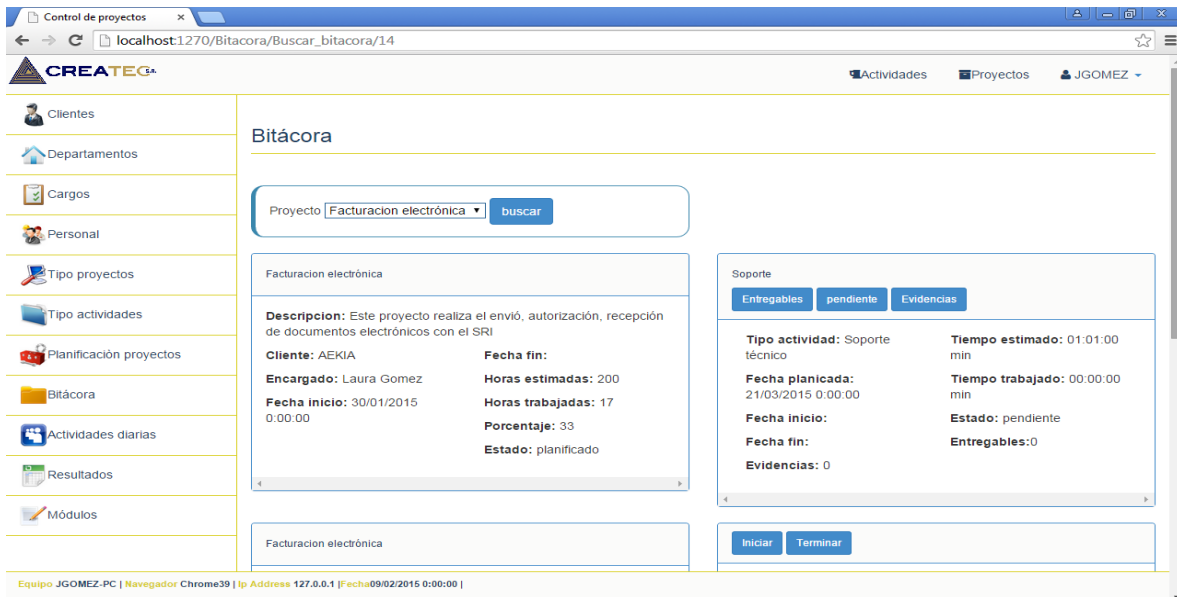 Control de proyectos
localhost:1270/Bitacora/Buscar_bitacora/14
CREATEC S.A.
Actividades
Proyectos
JGOMEZ
Clientes
Departamentos
Cargos
Personal
Tipo proyectos
Tipo actividades
Planificaciòn proyectos
Bitácora
Actividades diarias
Resultados
Módulos
Bitácora
Proyecto Facturacion electrónica buscar
Facturacion electrónica
Descripcion: Este proyecto realiza el envió, autorización, recepción
de documentos electrónicos con el SRI
Cliente: AEKIA
Encargado: Laura Gomez
Fecha inicio: 30/01/2015
0:00:00
Fecha fin:
Horas estimadas: 200
Horas trabajadas: 17
Porcentaje: 33
Estado: planificado
Soporte
Entregables pendiente Evidencias
Tipo actividad: Soporte
técnico
Fecha planicada:
21/03/2015 0:00:00
Fecha inicio:
Fecha fin:
Evidencias: 0
Tiempo estimado: 01:01:00
min
Tiempo trabajado: 00:00:00
min
Estado: pendiente
Entregables:0
Facturacion electrónica
Iniciar Terminar
Equipo JGOMEZ-PC | Navegador Chrome39 | Ip Address 127.0.0.1 |Fecha09/02/2015 0:00:00 |